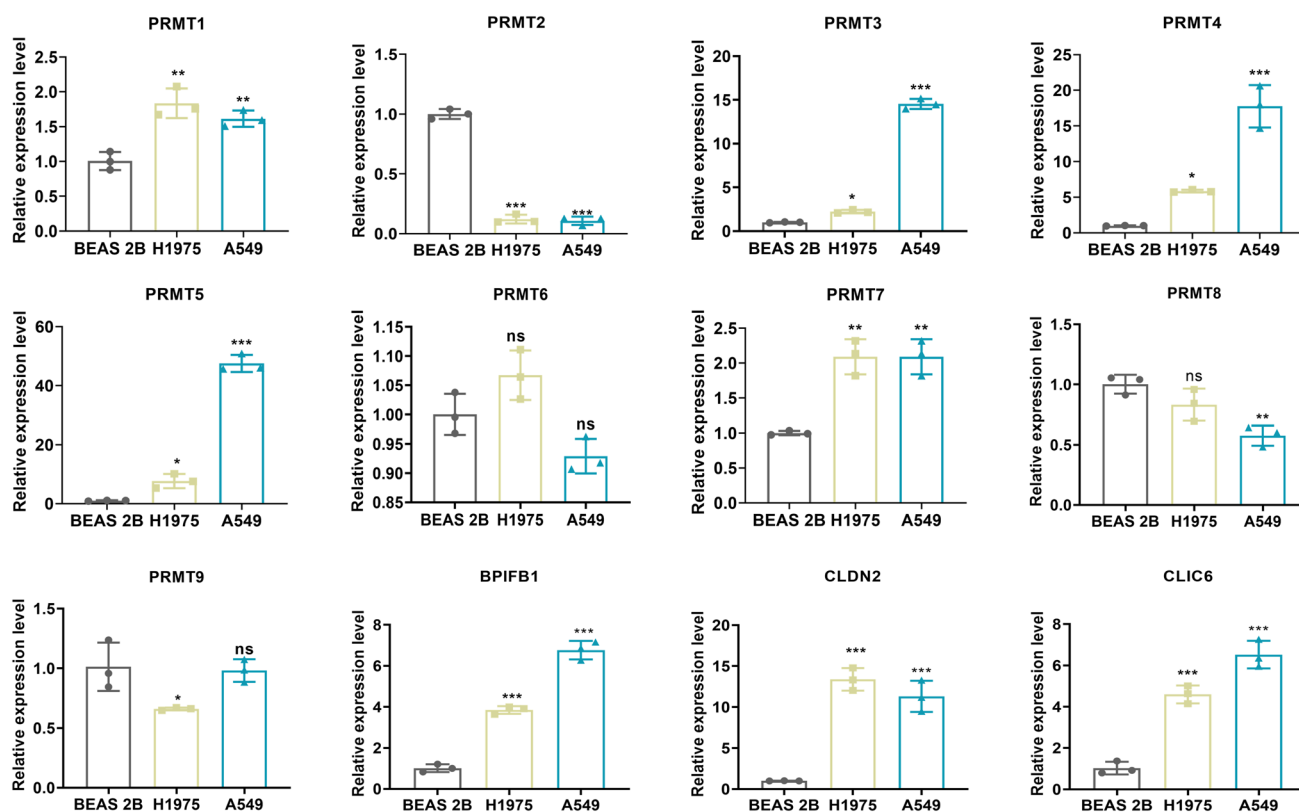 PRMT1
Relative expression level
2.5
2.0
1.5
1.0
0.5
0.0
**
**
BEAS 2B H1975 A549
PRMT2
Relative expression level
1.5
1.0
0.5
0.0
***
***
BEAS 2B H1975 A549
PRMT3
Relative expression level
20
15
10
5
0
*
***
BEAS 2B H1975 A549
PRMT4
Relative expression level
20
15
10
5
0
*
***
BEAS 2B H1975 A549
PRMT5
Relative expression level
60
40
20
0
*
***
BEAS 2B H1975 A549
PRMT6
Relative expression level
1.15
1.10
1.05
1.00
0.95
0.90
0.85
ns
ns
BEAS 2B H1975 A549
PRMT7
Relative expression level
2.5
2.0
1.5
1.0
0.5
0.0
**
**
BEAS 2B H1975 A549
PRMT8
Relative expression level
1.5
1.0
0.5
0.0
ns
**
BEAS 2B H1975 A549
PRMT9
Relative expression level
1.5
1.0
0.5
0.0
*
ns
BEAS 2B H1975 A549
BPIFB1
Relative expression level
8
6
4
2
0
***
***
BEAS 2B H1975 A549
CLDN2
Relative expression level
20
15
10
5
0
***
***
BEAS 2B H1975 A549
CLIC6
Relative expression level
8
6
4
2
0
***
***
BEAS 2B H1975 A549